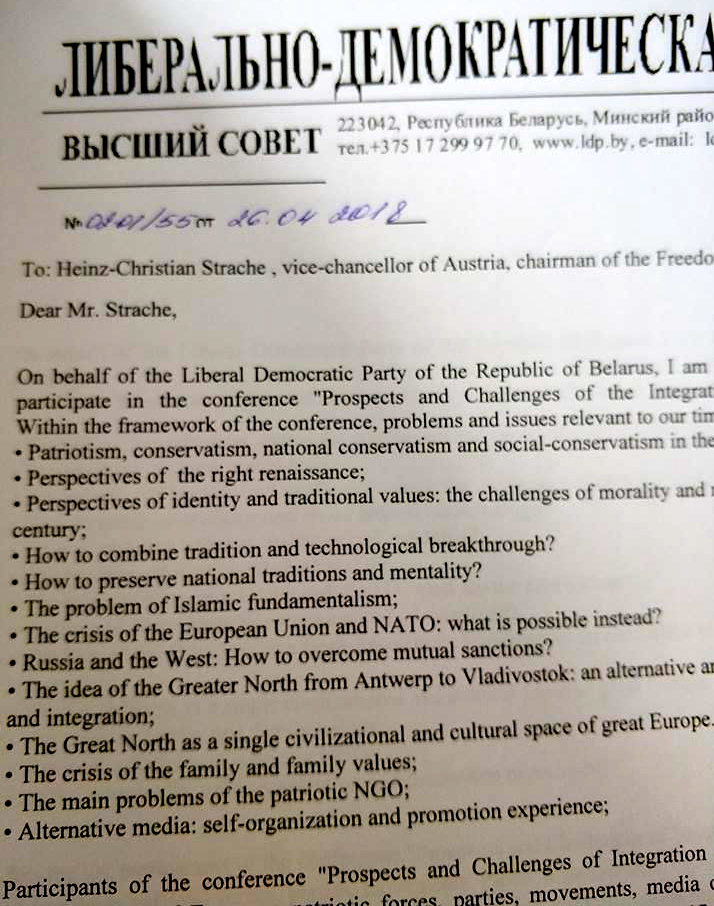 ЛИБЕРАЛЬНО-ДЕМОКРАТИЧЕСКА
ВЫСШИЙ СОВЕТ
223042, Республика Беларусь, Минский райо
тел.+375 17 299 97 70, www.ldp.by, e-mail:
№ 0201/55 от 26.04 2018
To: Heinz-Christian Strache , vice-chancellor of Austria, chairman of the Freedo
Dear Mr. Strache,
On behalf of the Liberal Democratic Party of the Republic of Belarus, I am
participate in the conference "Prospects and Challenges of the Integrat
Within the framework of the conference, problems and issues relevant to our tim
• Patriotism, conservatism, national conservatism and social-conservatism in the
• Perspectives of the right renaissance;
• Perspectives of identity and traditional values: the challenges of morality and
century;
• How to combine tradition and technological breakthrough?
• How to preserve national traditions and mentality?
• The problem of Islamic fundamentalism;
• The crisis of the European Union and NATO: what is possible instead?
• Russia and the West: How to overcome mutual sanctions?
• The idea of the Greater North from Antwerp to Vladivostok: an alternative
and integration;
• The Great North as a single civilizational and cultural space of great Europe.
• The crisis of the family and family values;
• The main problems of the patriotic NGO;
• Alternative media: self-organization and promotion experience;
Participants of the conference "Prospects and Challenges of Integration
forces, parties, movements, media